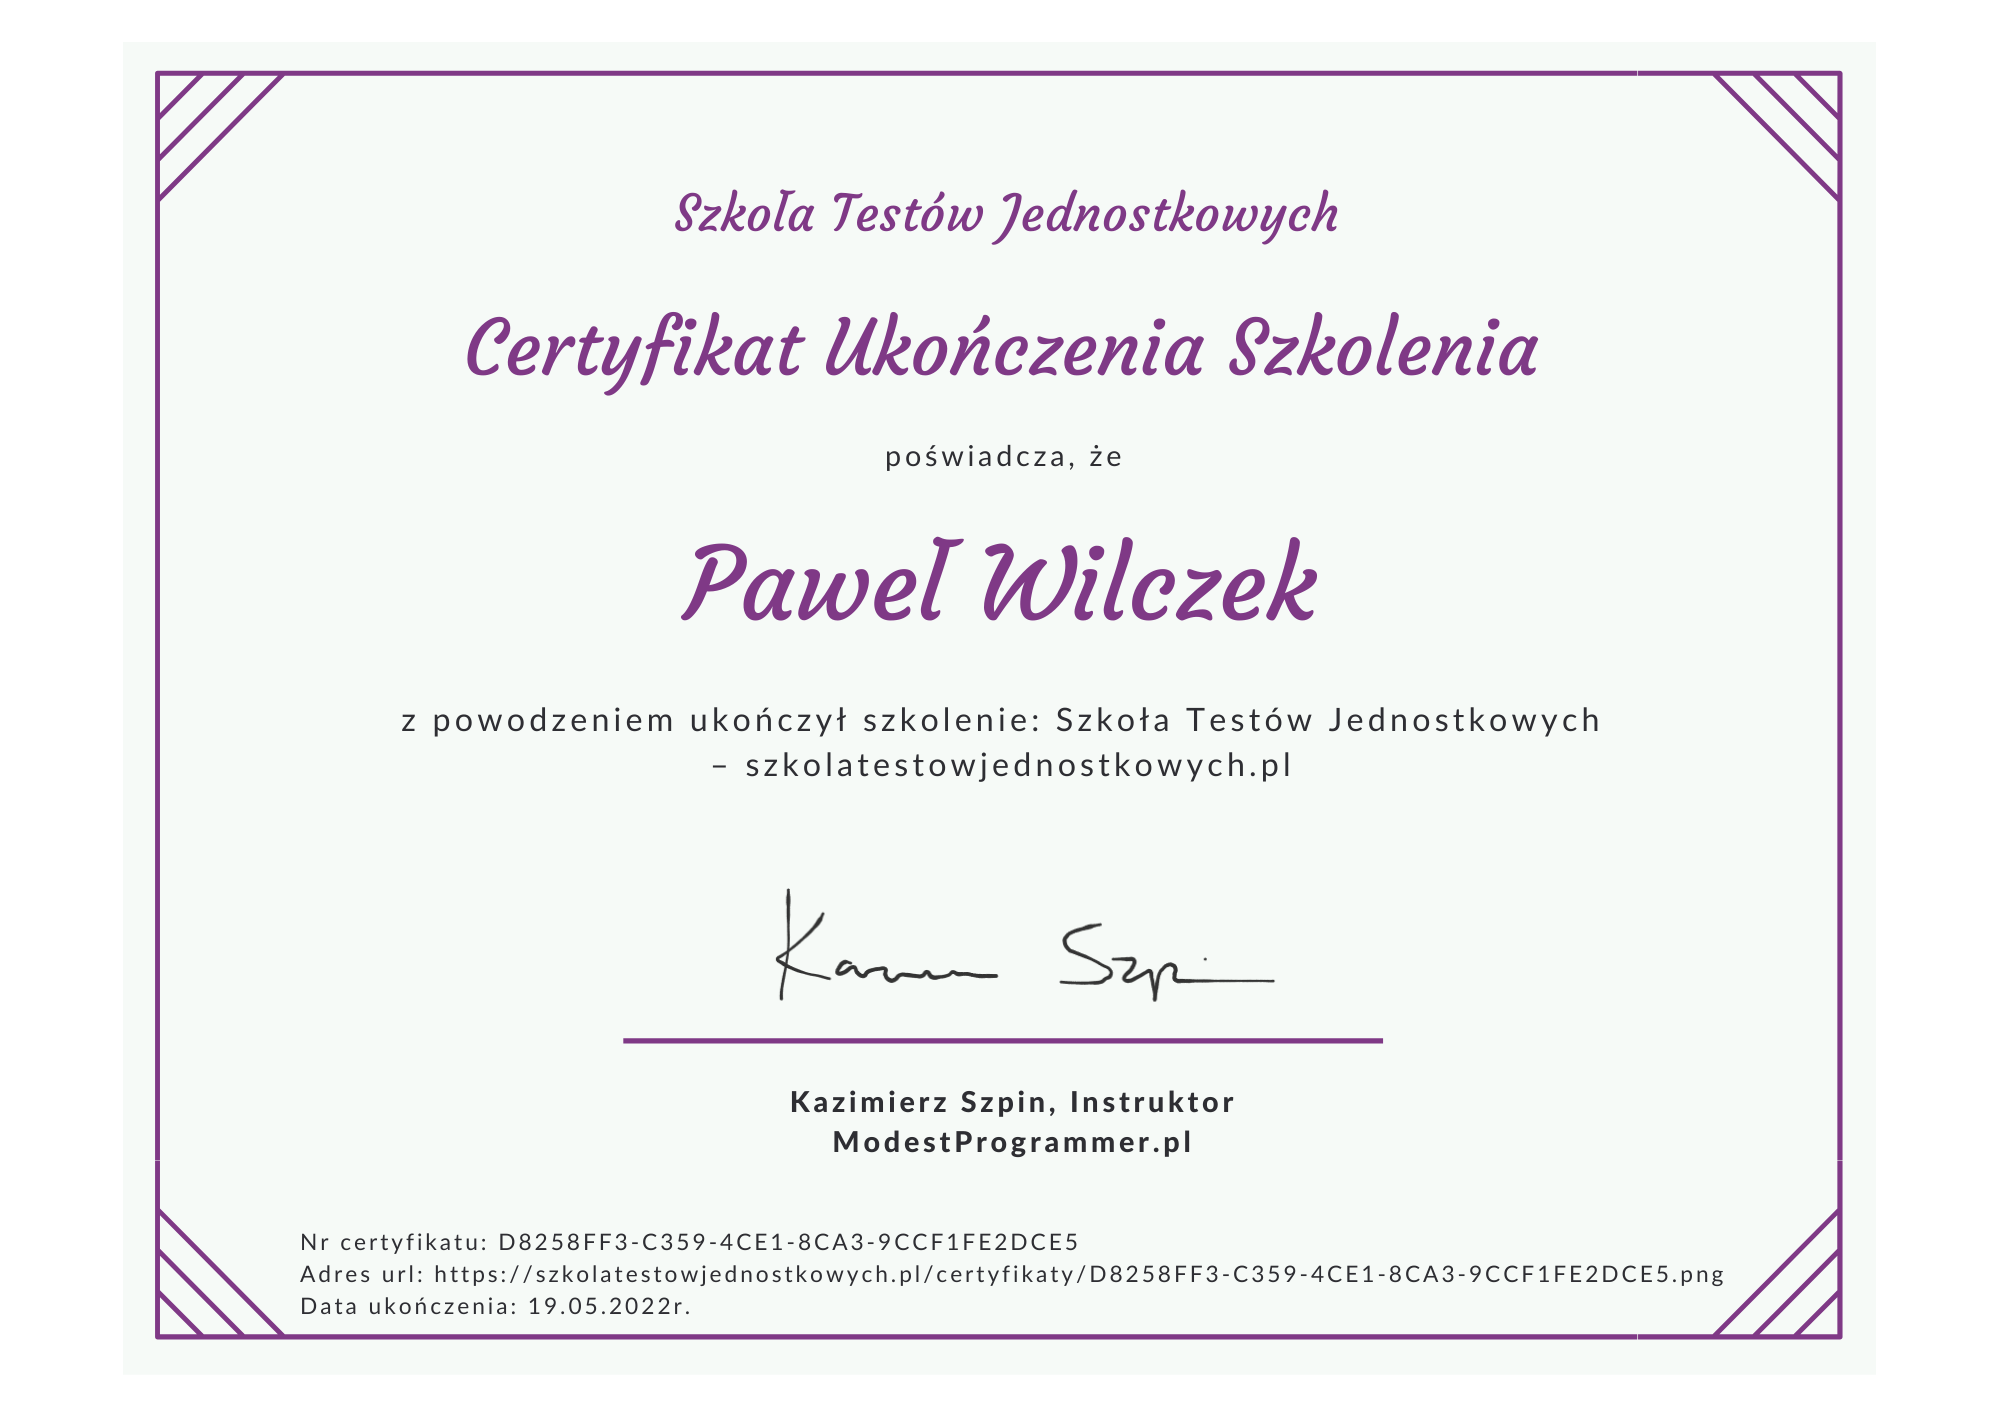 Szkoła Testów Jednostkowych
Certyfikat Ukończenia Szkolenia
poświadcza, że
Paweł Wilczek
z powodzeniem ukończył szkolenie: Szkoła Testów Jednostkowych
– szkolatestowjednostkowych.pl
Kazimierz Szpin, Instruktor
ModestProgrammer.pl
Nr certyfikatu: D8258FF3-C359-4CE1-8CA3-9CCF1FE2DCE5
Adres url: https://szkolatestowjednostkowych.pl/certyfikaty/D8258FF3-C359-4CE1-8CA3-9CCF1FE2DCE5.png
Data ukończenia: 19.05.2022r.